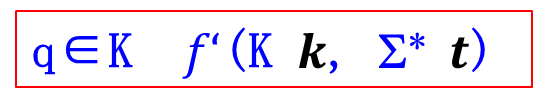 q∈K f‘(K k, Σ* t)